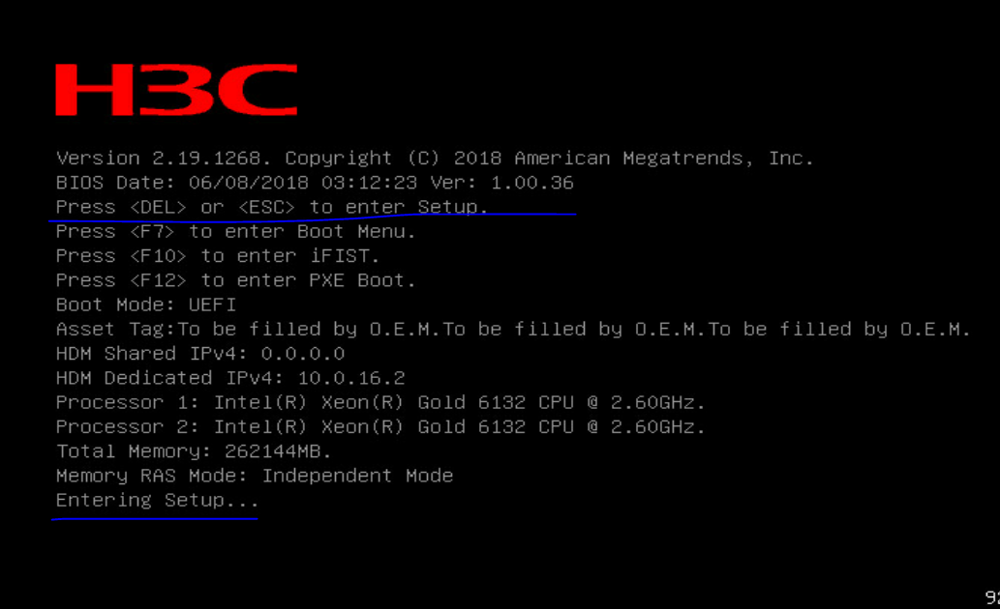 H3C
Version 2.19.1268. Copyright (C) 2018 American Megatrends, Inc.
BIOS Date: 06/08/2018 03:12:23 Ver: 1.00.36
Press <DEL> or <ESC> to enter Setup.
Press <F7> to enter Boot Menu.
Press <F10> to enter iFIST.
Press <F12> to enter PXE Boot.
Boot Mode: UEFI
Asset Tag:To be filled by O.E.M.To be filled by O.E.M.To be filled by O.E.M.
HDM Shared IPv4: 0.0.0.0
HDM Dedicated IPv4: 10.0.16.2
Processor 1: Intel(R) Xeon(R) Gold 6132 CPU @ 2.60GHz.
Processor 2: Intel(R) Xeon(R) Gold 6132 CPU @ 2.60GHz.
Total Memory: 262144MB.
Memory RAS Mode: Independent Mode
Entering Setup...